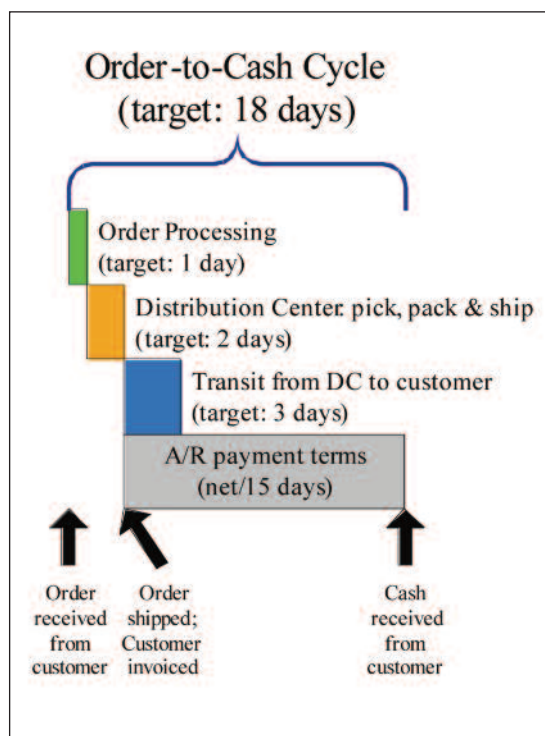 Order-to-Cash Cycle
(target: 18 days)
Order Processing
(target: 1 day)
Distribution Center: pick, pack & ship
(target: 2 days)
Transit from DC to customer
(target: 3 days)
A/R payment terms
(net/15 days)
Order
received
from
customer
Order
shipped;
Customer
invoiced
Cash
received
from
customer